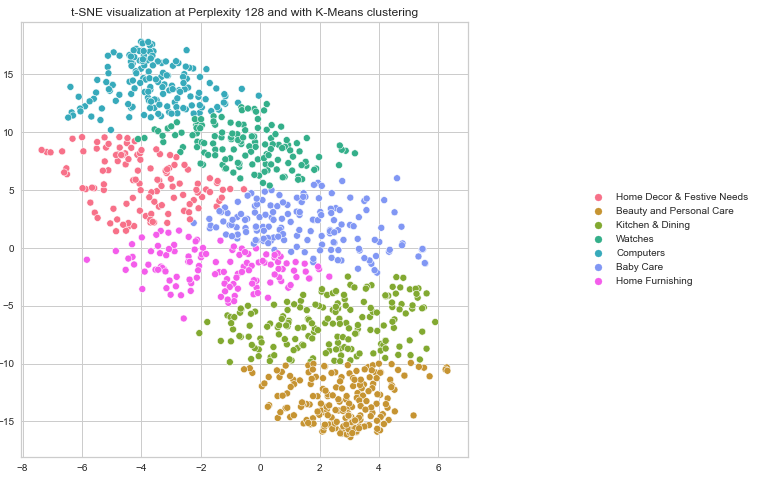 t-SNE visualization at Perplexity 128 and with K-Means clustering
15
10
5
0
−5
−10
−15
−8 −6 −4 −2 0 2 4 6
Home Decor & Festive Needs
Beauty and Personal Care
Kitchen & Dining
Watches
Computers
Baby Care
Home Furnishing